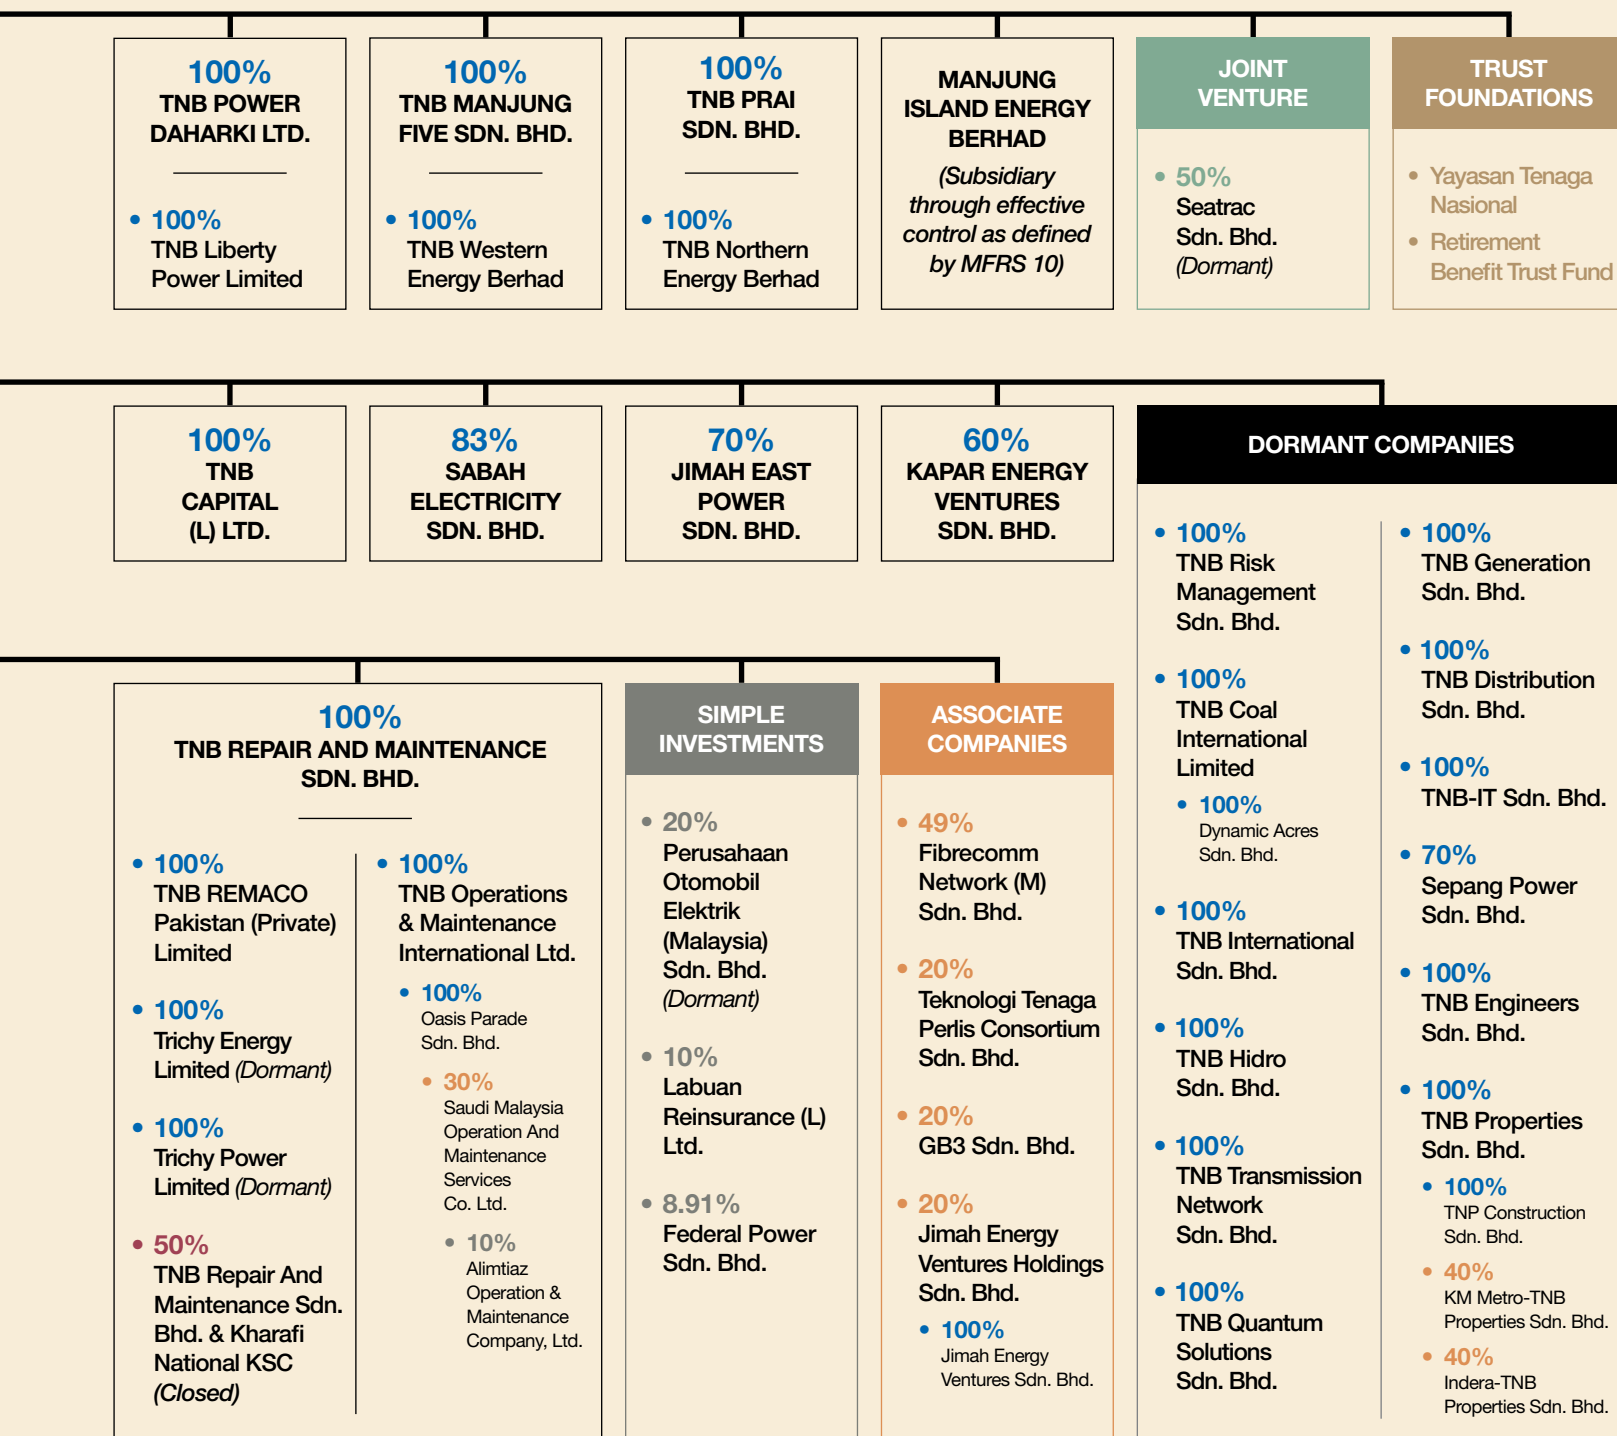 100%
TNB POWER
DAHARKI LTD.
• 100%
TNB Liberty
Power Limited
100%
TNB MANJUNG
FIVE SDN. BHD.
• 100%
TNB Western
Energy Berhad
100%
TNB PRAI
SDN. BHD.
• 100%
TNB Northern
Energy Berhad
MANJUNG
ISLAND ENERGY
BERHAD
(Subsidiary
through effective
control as defined
by MFRS 10)
JOINT
VENTURE
• 50%
Seatrac
Sdn. Bhd.
(Dormant)
TRUST
FOUNDATIONS
• Yayasan Tenaga
Nasional
• Retirement
Benefit Trust Fund
100%
TNB
CAPITAL
(L) LTD.
83%
SABAH
ELECTRICITY
SDN. BHD.
70%
JIMAH EAST
POWER
SDN. BHD.
60%
KAPAR ENERGY
VENTURES
SDN. BHD.
DORMANT COMPANIES
• 100%
TNB Risk
Management
Sdn. Bhd.
• 100%
TNB Coal
International
Limited
• 100%
Dynamic Acres
Sdn. Bhd.
• 100%
TNB International
Sdn. Bhd.
• 100%
TNB Hidro
Sdn. Bhd.
• 100%
TNB Transmission
Network
Sdn. Bhd.
• 100%
TNB Quantum
Solutions
Sdn. Bhd.
• 100%
TNB Generation
Sdn. Bhd.
• 100%
TNB Distribution
Sdn. Bhd.
• 100%
TNB-IT Sdn. Bhd.
• 70%
Sepang Power
Sdn. Bhd.
• 100%
TNB Engineers
Sdn. Bhd.
• 100%
TNB Properties
Sdn. Bhd.
• 100%
TNP Construction
Sdn. Bhd.
• 40%
KM Metro-TNB
Properties Sdn. Bhd.
• 40%
Indera-TNB
Properties Sdn. Bhd.
100%
TNB REPAIR AND MAINTENANCE
SDN. BHD.
• 100%
TNB REMACO
Pakistan (Private)
Limited
• 100%
Trichy Energy
Limited (Dormant)
• 100%
Trichy Power
Limited (Dormant)
• 50%
TNB Repair And
Maintenance Sdn.
Bhd. & Kharafi
National KSC
(Closed)
• 100%
TNB Operations
& Maintenance
International Ltd.
• 100%
Oasis Parade
Sdn. Bhd.
• 30%
Saudi Malaysia
Operation And
Maintenance
Services
Co. Ltd.
• 10%
Alimtiaz
Operation &
Maintenance
Company, Ltd.
SIMPLE
INVESTMENTS
• 20%
Perusahaan
Otomobil
Elektrik
(Malaysia)
Sdn. Bhd.
(Dormant)
• 10%
Labuan
Reinsurance (L)
Ltd.
• 8.91%
Federal Power
Sdn. Bhd.
ASSOCIATE
COMPANIES
• 49%
Fibrecomm
Network (M)
Sdn. Bhd.
• 20%
Teknologi Tenaga
Perlis Consortium
Sdn. Bhd.
• 20%
GB3 Sdn. Bhd.
• 20%
Jimah Energy
Ventures Holdings
Sdn. Bhd.
• 100%
Jimah Energy
Ventures Sdn. Bhd.